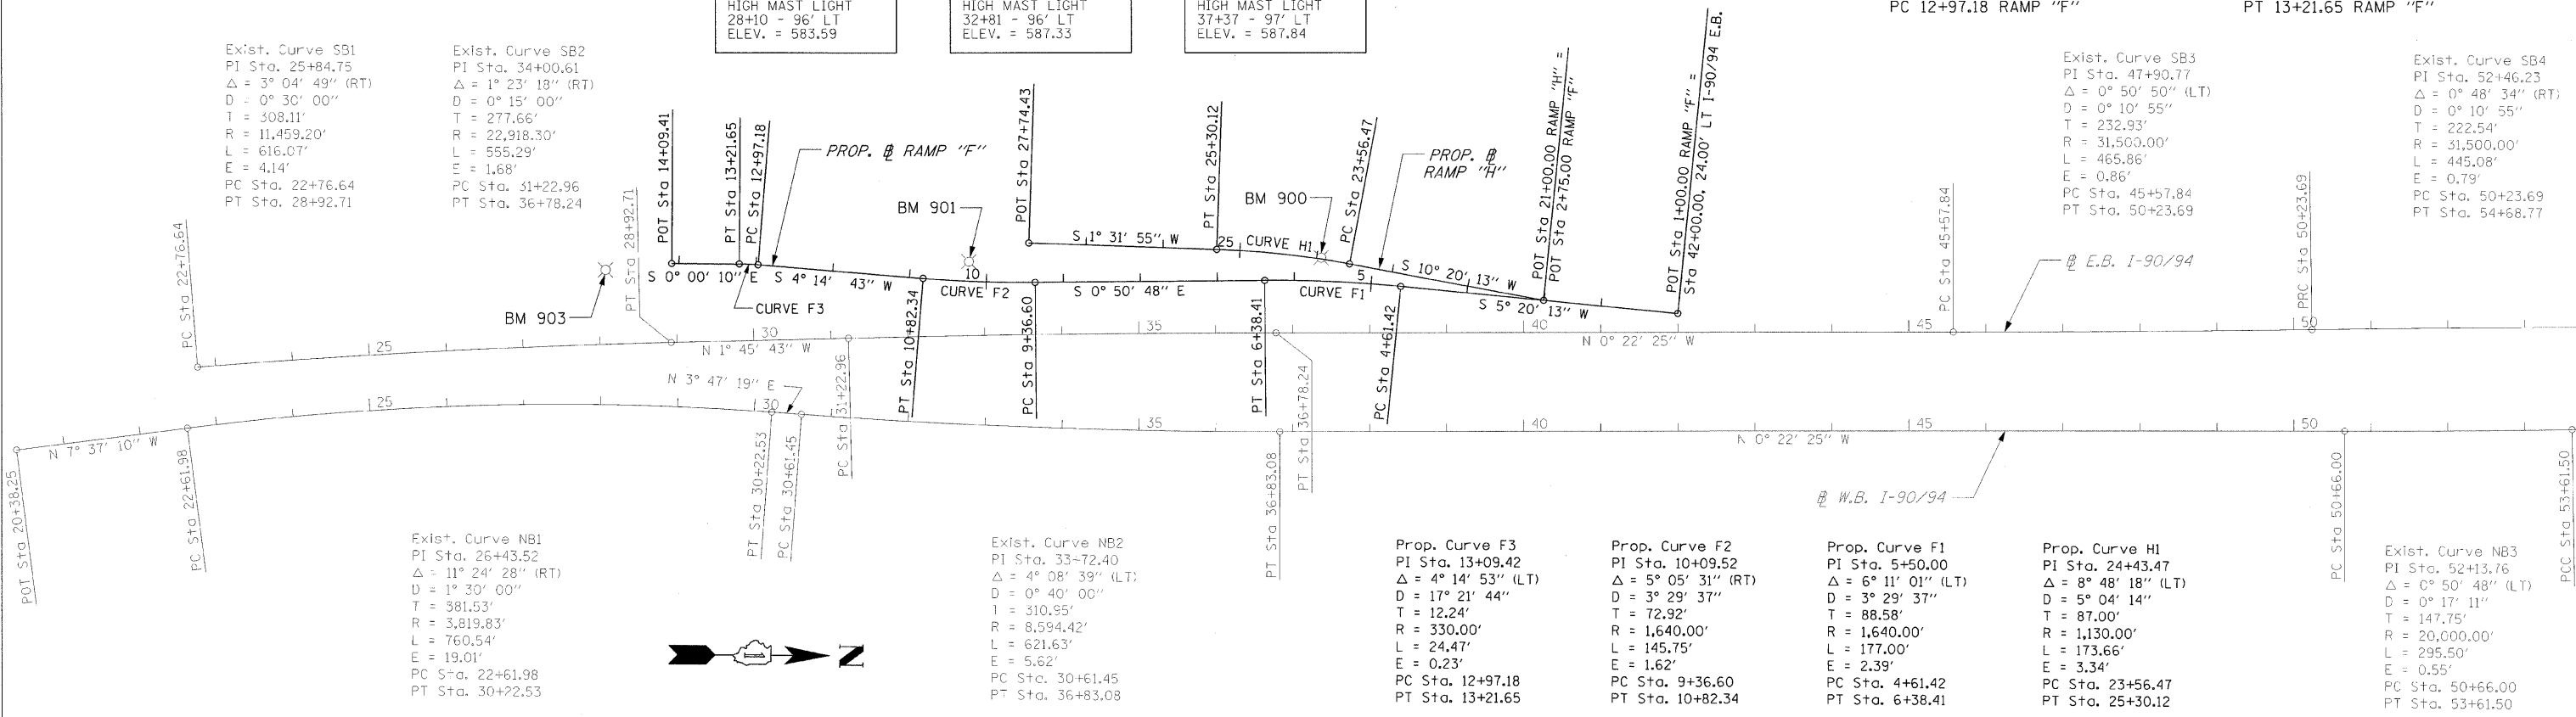 HIGH MAST LIGHT
28+10 - 96' LT
ELEV. = 583.59
HIGH MAST LIGHT
32+81 - 96' LT
ELEV. = 587.33
HIGH MAST LIGHT
37+37 - 97' LT
ELEV. = 587.84
PC 12+97.18 RAMP "F"
PT 13+21.65 RAMP "F"
Exist. Curve SB1
PI Sta. 25+84.75
Δ = 3° 04' 49" (RT)
D = 0° 30' 00"
T = 308.11'
R = 11,459.20'
L = 616.07'
E = 4.14'
PC Sta. 22+76.64
PT Sta. 28+92.71
Exist. Curve SB2
PI Sta. 34+00.61
Δ = 1° 23' 18" (RT)
D = 0° 15' 00"
T = 277.66'
R = 22,918.30'
L = 555.29'
E = 1.68'
PC Sta. 31+22.96
PT Sta. 36+78.24
Exist. Curve SB3
PI Sta. 47+90.77
Δ = 0° 50' 50" (LT)
D = 0° 10' 55"
T = 232.93'
R = 31,500.00'
L = 465.86'
E = 0.86'
PC Sta. 45+57.84
PT Sta. 50+23.69
Exist. Curve SB4
PI Sta. 52+46.23
Δ = 0° 48' 34" (RT)
D = 0° 10' 55"
T = 222.54'
R = 31,500.00'
L = 445.08'
E = 0.79'
PC Sta. 50+23.69
PT Sta. 54+68.77
PC Sta 22+76.64
PT Sta 28+92.71
POT Sta 14+09.41
PT Sta 13+21.65
PC Sta 12+97.18
PROP. ⅊ RAMP "F"
BM 901
POT Sta 27+74.43
PT Sta 25+30.12
BM 900
PC Sta 23+56.47
PROP. ⅊
RAMP "H"
POT Sta 21+00.00 RAMP "H" =
POT Sta 2+75.00 RAMP "F"
POT Sta 1+00.00 RAMP "F" =
Sta 42+00.00, 24.00' LT I-90/94 E.B.
PC Sta 45+57.84
⅊ E.B. I-90/94
PRC Sta 50+23.69
S 1° 31' 55" W
25
CURVE H1
S 10° 20' 13" W
S 0° 00' 10" E
S 4° 14' 43" W
10
CURVE F2
S 0° 50' 48" E
CURVE F1
5
S 5° 20' 13" W
BM 903
CURVE F3
25
30
N 1° 45' 43" W
35
40
N 0° 22' 25" W
45
50
PT Sta 10+82.34
PC Sta 9+36.60
PT Sta 6+38.41
PC Sta 4+61.42
PC Sta 31+22.96
PT Sta 36+78.24
N 3° 47' 19" E
25
30
35
40
N 0° 22' 25" W
45
50
N 7° 37' 10" W
POT Sta 20+38.25
PC Sta 22+61.98
PT Sta 30+22.53
PC Sta 30+61.45
PT Sta 36+83.08
⅊ W.B. I-90/94
PC Sta 50+66.00
PCC Sta 53+61.50
Exist. Curve NB1
PI Sta. 26+43.52
Δ = 11° 24' 28" (RT)
D = 1° 30' 00"
T = 381.53'
R = 3,819.83'
L = 760.54'
E = 19.01'
PC Sta. 22+61.98
PT Sta. 30+22.53
N
Exist. Curve NB2
PI Sta. 33+72.40
Δ = 4° 08' 39" (LT)
D = 0° 40' 00"
T = 310.95'
R = 8,594.42'
L = 621.63'
E = 5.62'
PC Sta. 30+61.45
PT Sta. 36+83.08
Prop. Curve F3
PI Sta. 13+09.42
Δ = 4° 14' 53" (LT)
D = 17° 21' 44"
T = 12.24'
R = 330.00'
L = 24.47'
E = 0.23'
PC Sta. 12+97.18
PT Sta. 13+21.65
Prop. Curve F2
PI Sta. 10+09.52
Δ = 5° 05' 31" (RT)
D = 3° 29' 37"
T = 72.92'
R = 1,640.00'
L = 145.75'
E = 1.62'
PC Sta. 9+36.60
PT Sta. 10+82.34
Prop. Curve F1
PI Sta. 5+50.00
Δ = 6° 11' 01" (LT)
D = 3° 29' 37"
T = 88.58'
R = 1,640.00'
L = 177.00'
E = 2.39'
PC Sta. 4+61.42
PT Sta. 6+38.41
Prop. Curve H1
PI Sta. 24+43.47
Δ = 8° 48' 18" (LT)
D = 5° 04' 14"
T = 87.00'
R = 1,130.00'
L = 173.66'
E = 3.34'
PC Sta. 23+56.47
PT Sta. 25+30.12
Exist. Curve NB3
PI Sta. 52+13.76
Δ = 0° 50' 48" (LT)
D = 0° 17' 11"
T = 147.75'
R = 20,000.00'
L = 295.50'
E = 0.55'
PC Sta. 50+66.00
PT Sta. 53+61.50